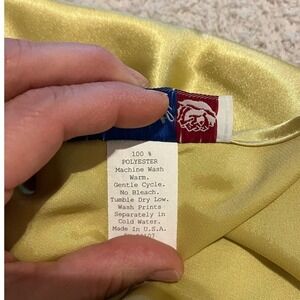 100 %
POLYESTER
Machine Wash
Warm.
Gentle Cycle.
No Bleach.
Tumble Dry Low.
Wash Prints
Separately in
Cold Water.
Made In U.S.A.